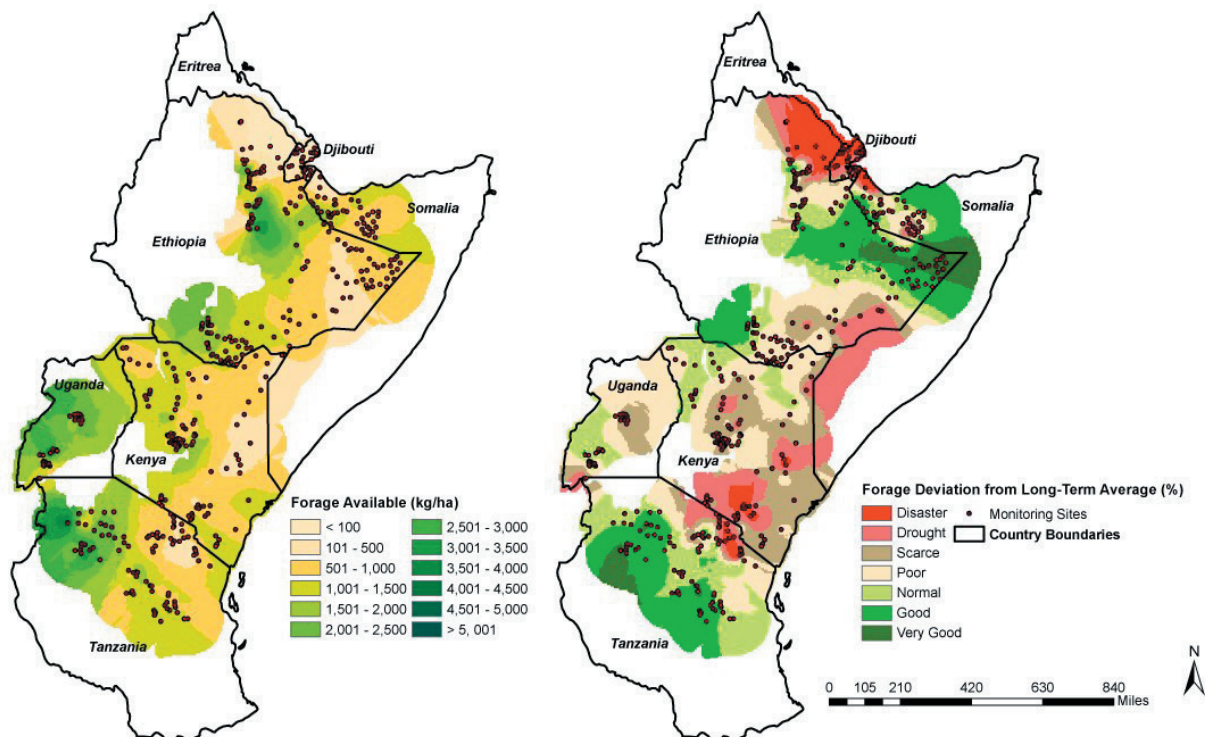 Eritrea
Djibouti
Somalia
Ethiopia
Uganda
Kenya
Tanzania
Forage Available (kg/ha)
< 100
101 - 500
501 - 1,000
1,001 - 1,500
1,501 - 2,000
2,001 - 2,500
2,501 - 3,000
3,001 - 3,500
3,501 - 4,000
4,001 - 4,500
4,501 - 5,000
> 5, 001
Eritrea
Djibouti
Somalia
Ethiopia
Uganda
Kenya
Tanzania
Forage Deviation from Long-Term Average (%)
Disaster
Drought
Scarce
Poor
Normal
Good
Very Good
Monitoring Sites
Country Boundaries
N
0 105 210 420 630 840
Miles